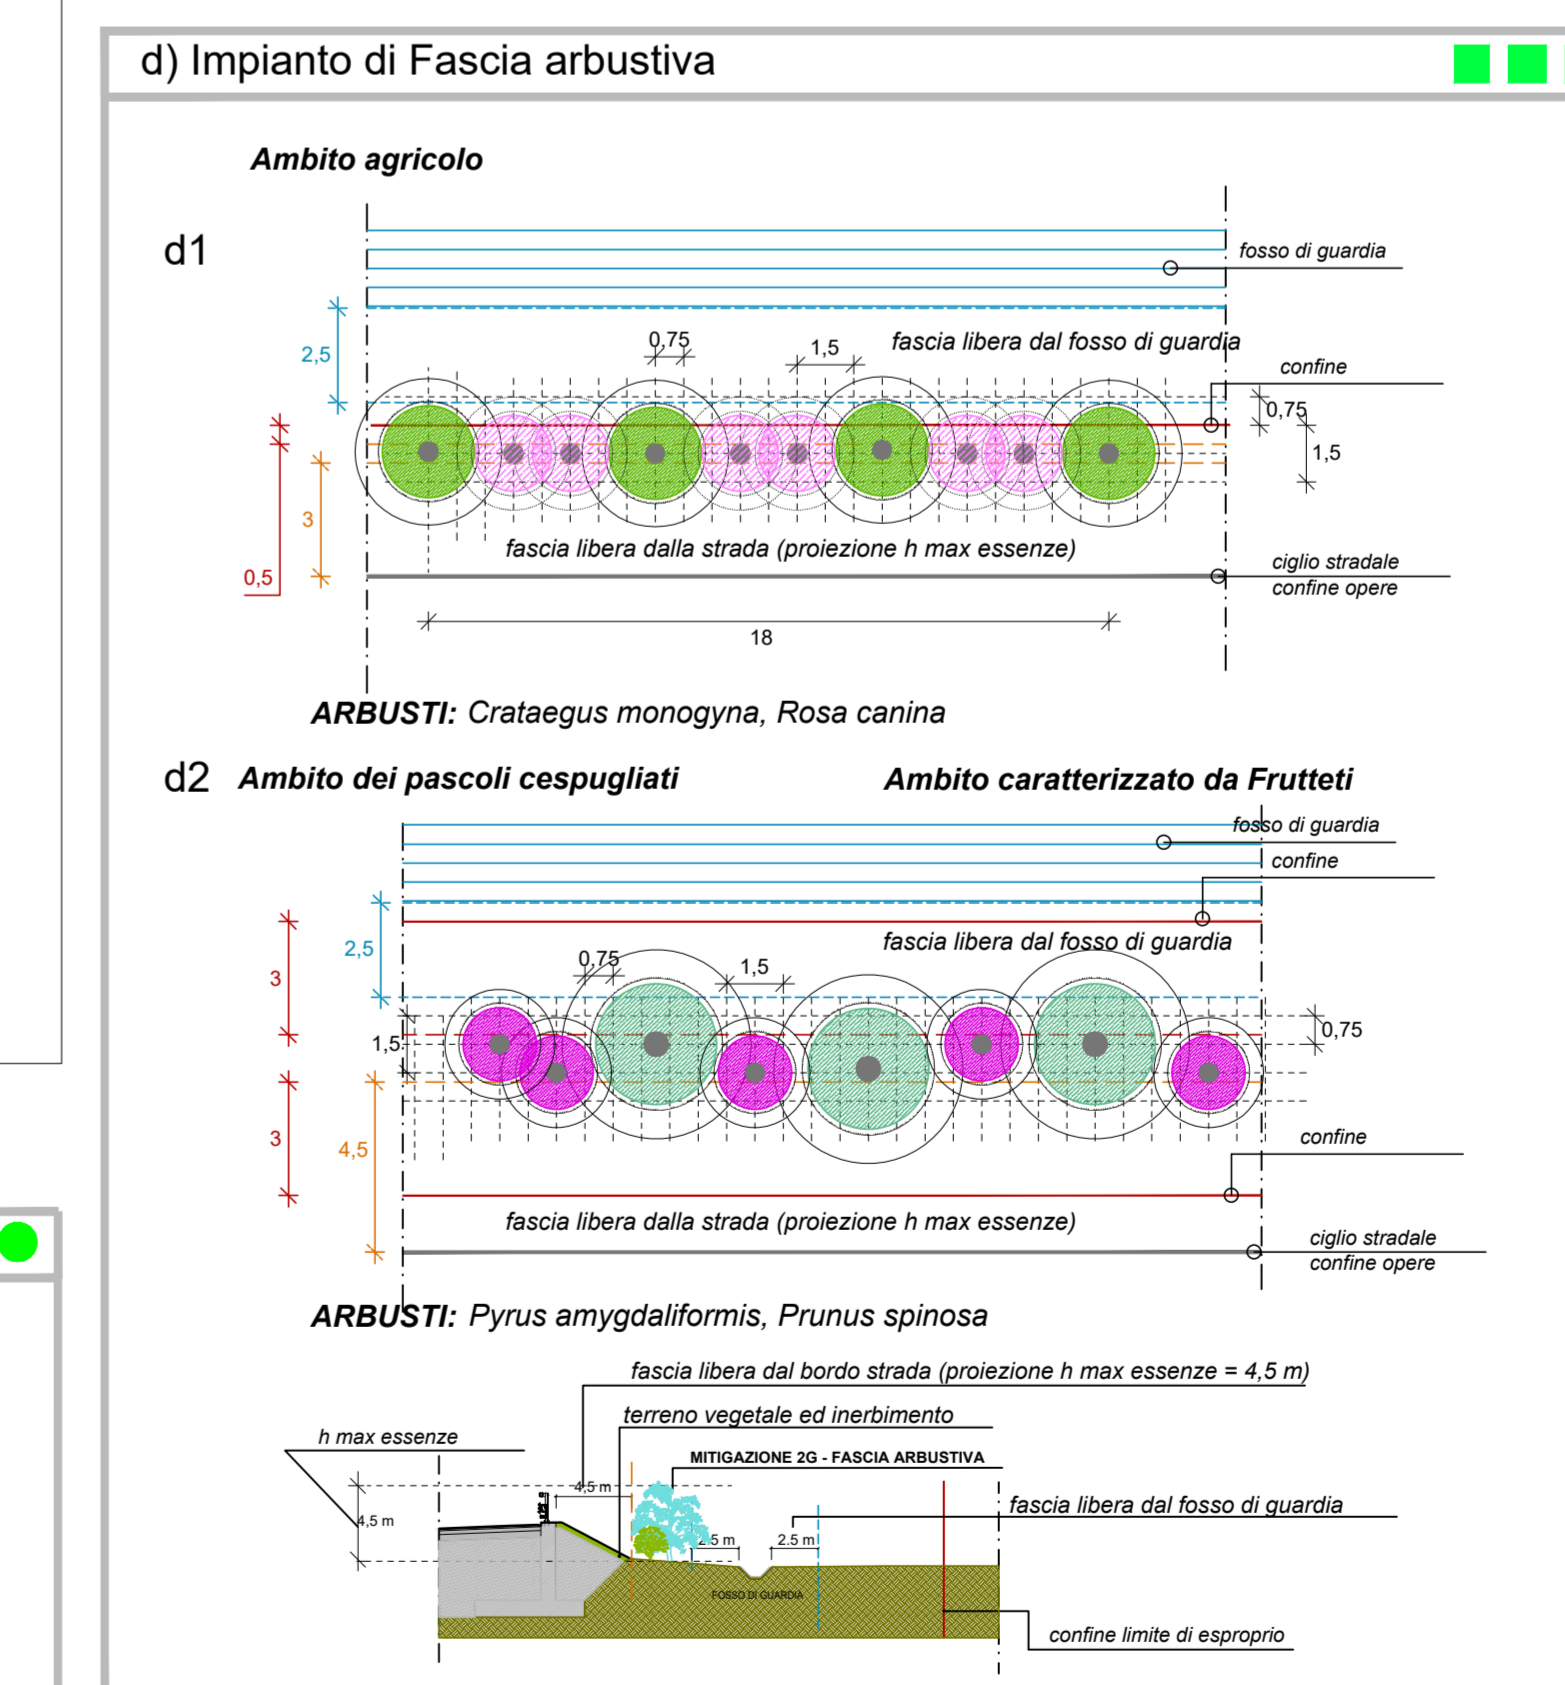 d) Impianto di Fascia arbustiva
Ambito agricolo
d1
fosso di guardia
2,5
0,75
1,5
fascia libera dal fosso di guardia
confine
0,75
1,5
3
0,5
fascia libera dalla strada (proiezione h max essenze)
ciglio stradale
confine opere
18
ARBUSTI: Crataegus monogyna, Rosa canina
d2 Ambito dei pascoli cespugliati
Ambito caratterizzato da Frutteti
fosso di guardia
confine
fascia libera dal fosso di guardia
2,5
3
0,75
1,5
1,5
0,75
3
4,5
confine
fascia libera dalla strada (proiezione h max essenze)
ciglio stradale
confine opere
ARBUSTI: Pyrus amygdaliformis, Prunus spinosa
fascia libera dal bordo strada (proiezione h max essenze = 4,5 m)
terreno vegetale ed inerbimento
h max essenze
MITIGAZIONE 2G - FASCIA ARBUSTIVA
4,5 m
fascia libera dal fosso di guardia
4,5 m
2.5 m
2.5 m
FOSSO DI GUARDIA
confine limite di esproprio